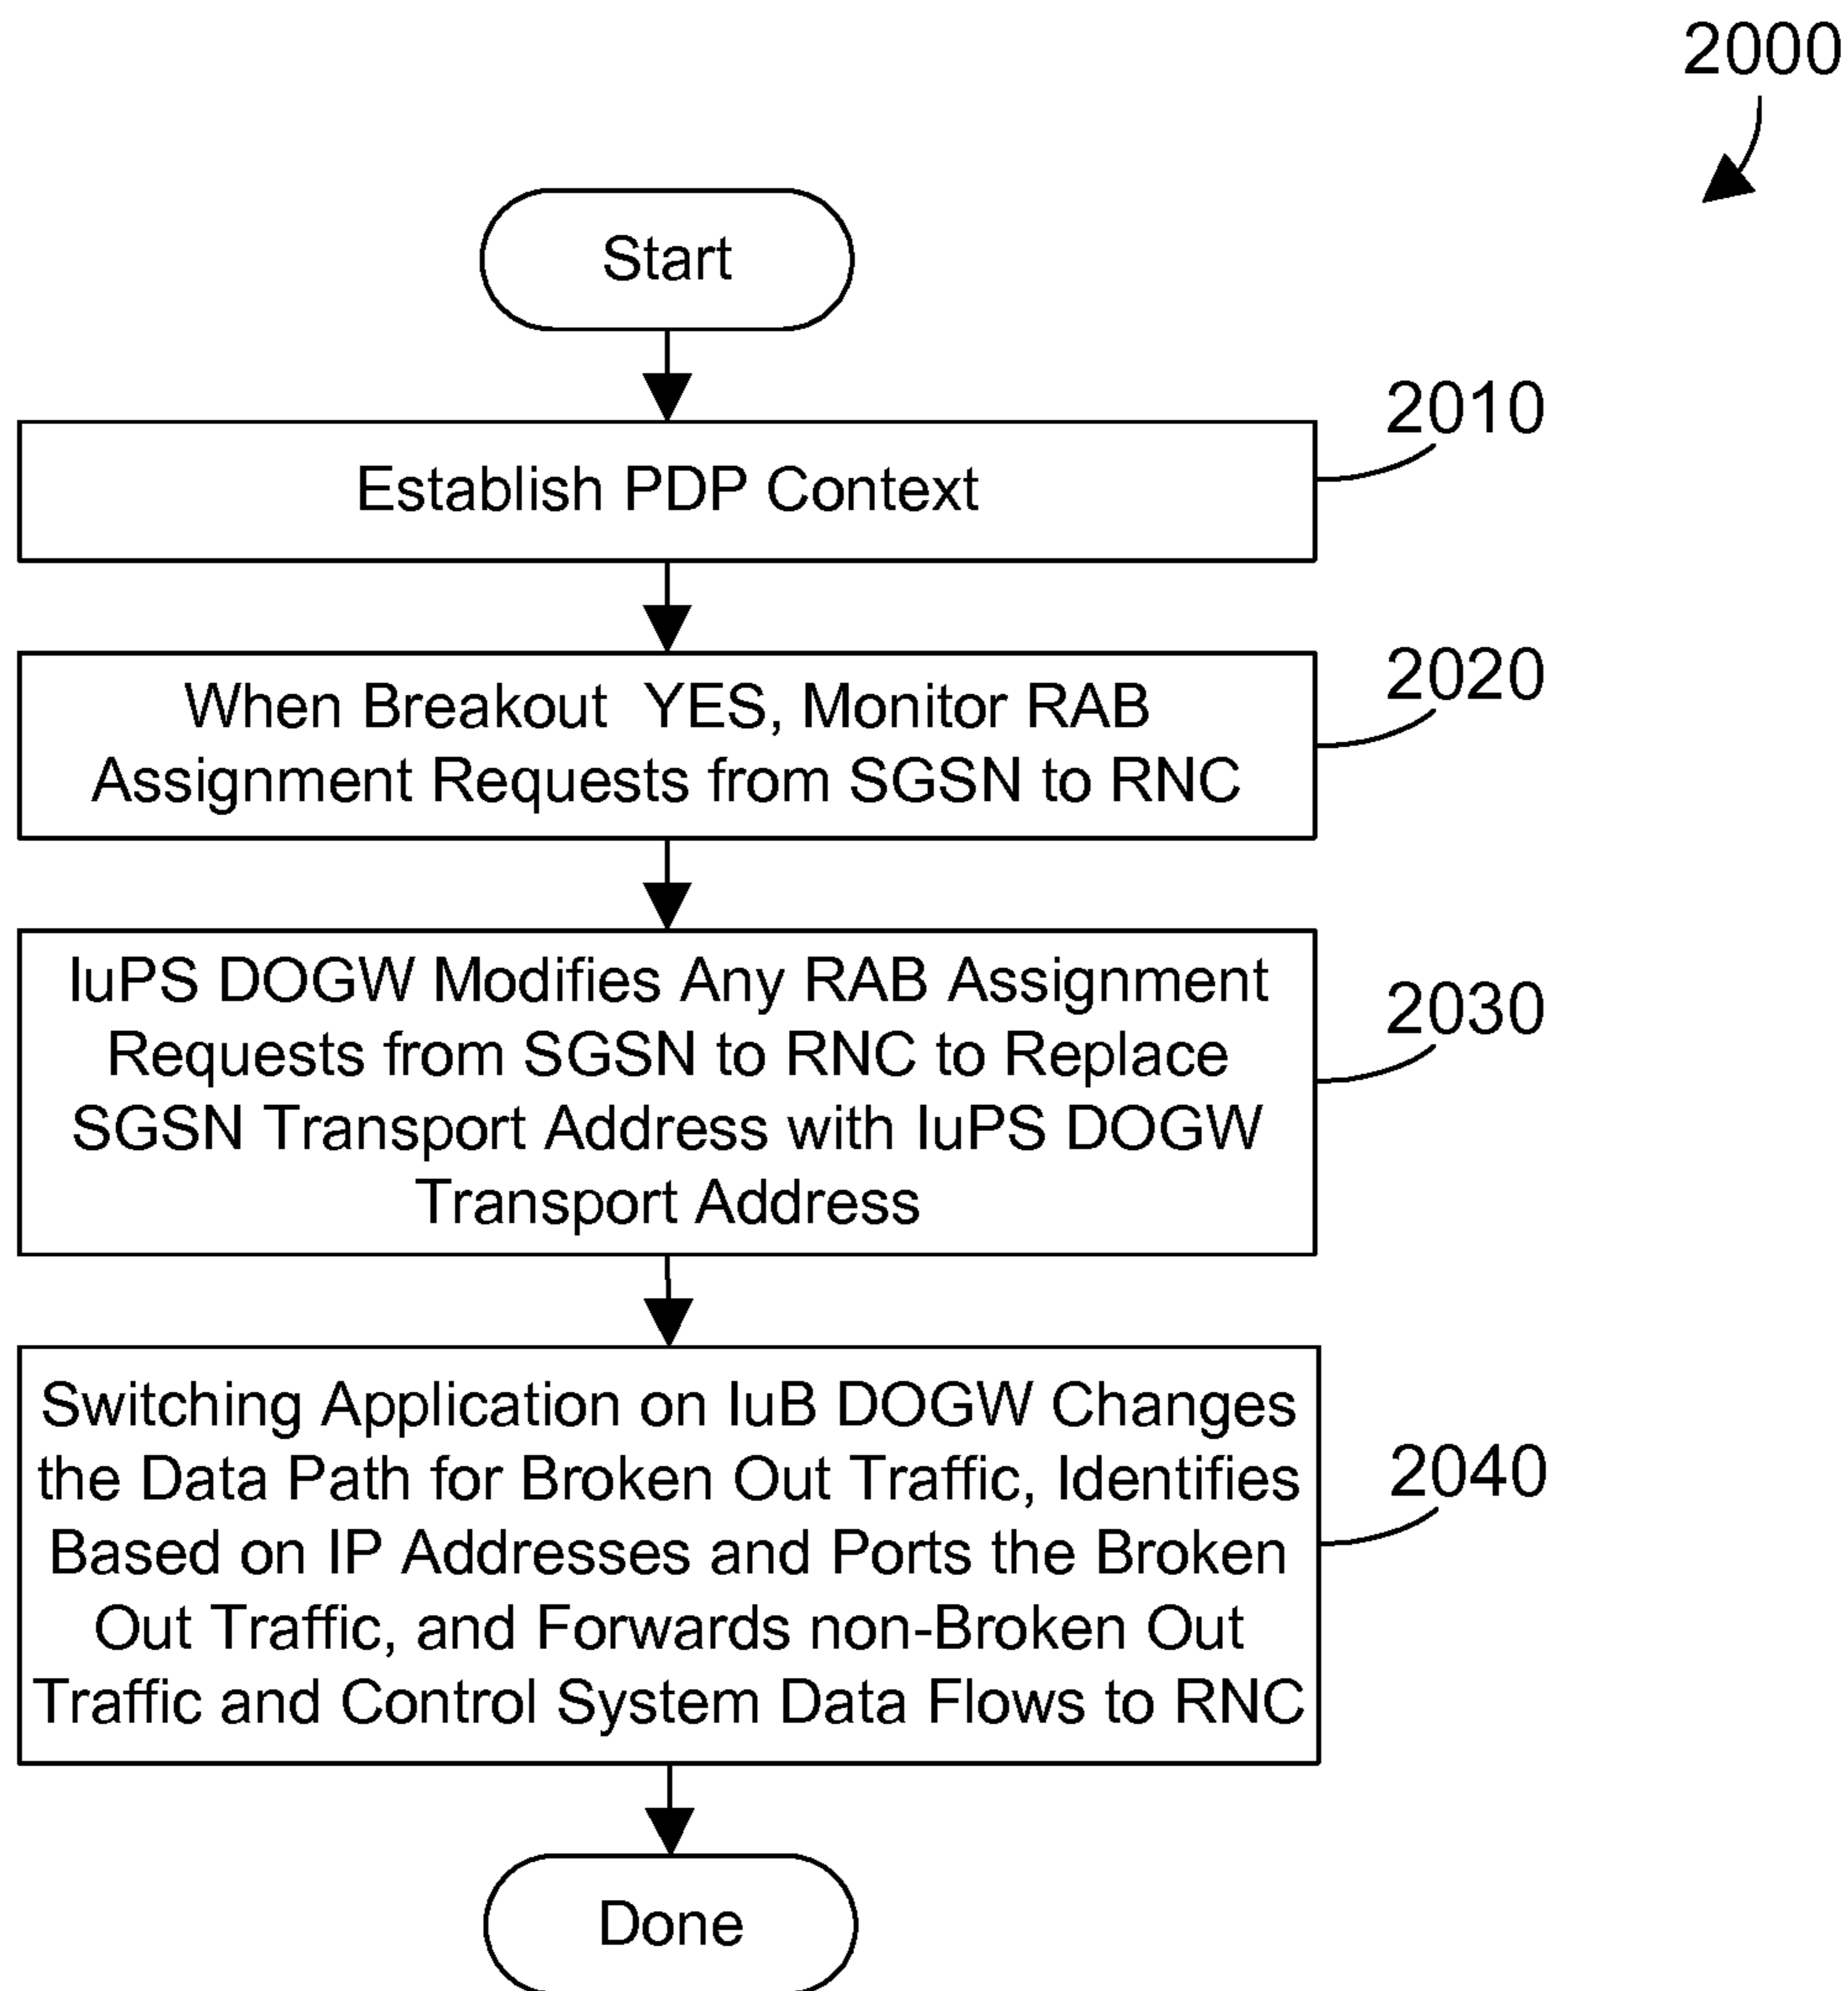 2000
Start
2010
Establish PDP Context
2020
When Breakout YES, Monitor RAB
Assignment Requests from SGSN to RNC
2030
IuPS DOGW Modifies Any RAB Assignment
Requests from SGSN to RNC to Replace
SGSN Transport Address with IuPS DOGW
Transport Address
2040
Switching Application on IuB DOGW Changes
the Data Path for Broken Out Traffic, Identifies
Based on IP Addresses and Ports the Broken
Out Traffic, and Forwards non-Broken Out
Traffic and Control System Data Flows to RNC
Done